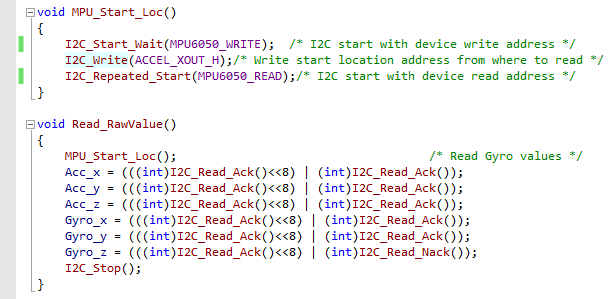 void MPU_Start_Loc()
{
I2C_Start_Wait(MPU6050_WRITE);  /* I2C start with device write address */
I2C_Write(ACCEL_XOUT_H);/* Write start location address from where to read */
I2C_Repeated_Start(MPU6050_READ);/* I2C start with device read address */
}
void Read_RawValue()
{
MPU_Start_Loc(); /* Read Gyro values */
Acc_x = (((int)I2C_Read_Ack()<<8) | (int)I2C_Read_Ack());
Acc_y = (((int)I2C_Read_Ack()<<8) | (int)I2C_Read_Ack());
Acc_z = (((int)I2C_Read_Ack()<<8) | (int)I2C_Read_Ack());
Gyro_x = (((int)I2C_Read_Ack()<<8) | (int)I2C_Read_Ack());
Gyro_y = (((int)I2C_Read_Ack()<<8) | (int)I2C_Read_Ack());
Gyro_z = (((int)I2C_Read_Ack()<<8) | (int)I2C_Read_Nack());
I2C_Stop();
}